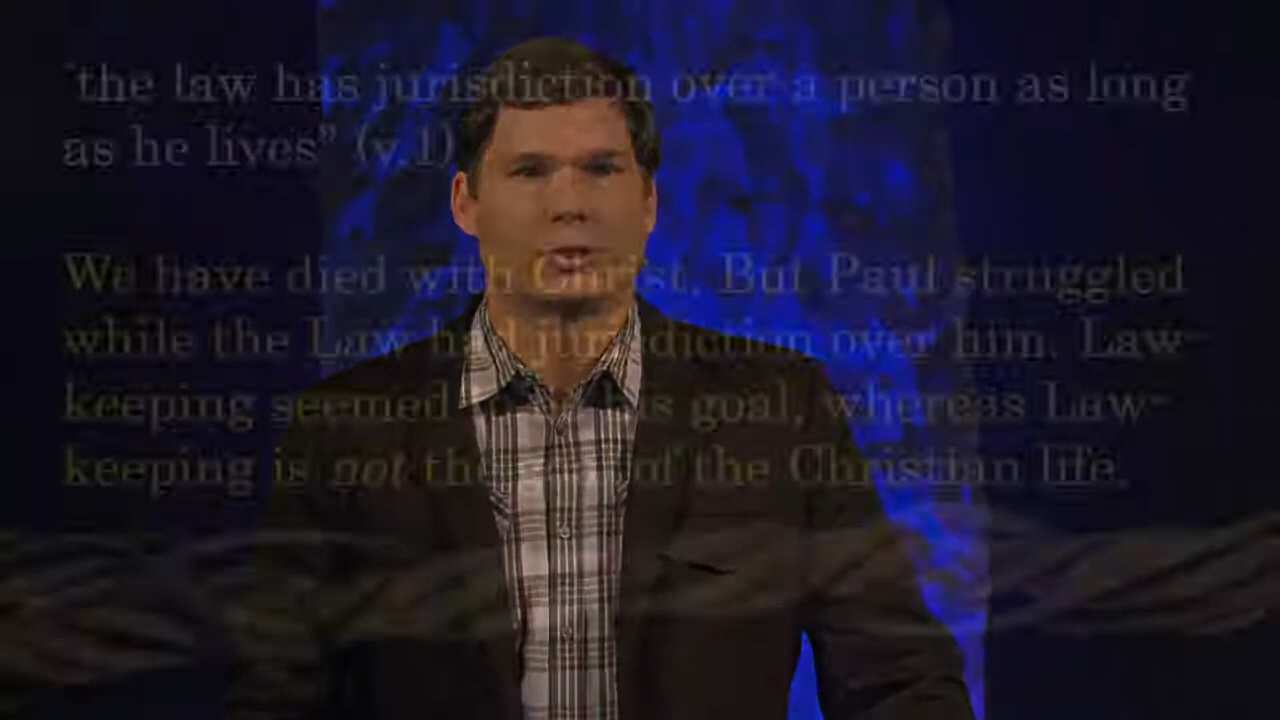 "the law has jurisdiction over a person as long
as he lives” (v.1)
We have died with Christ. But Paul struggled
while the Law had jurisdiction over him. Law-
keeping seemed his goal, whereas Law-
keeping is not the of the Christian life.